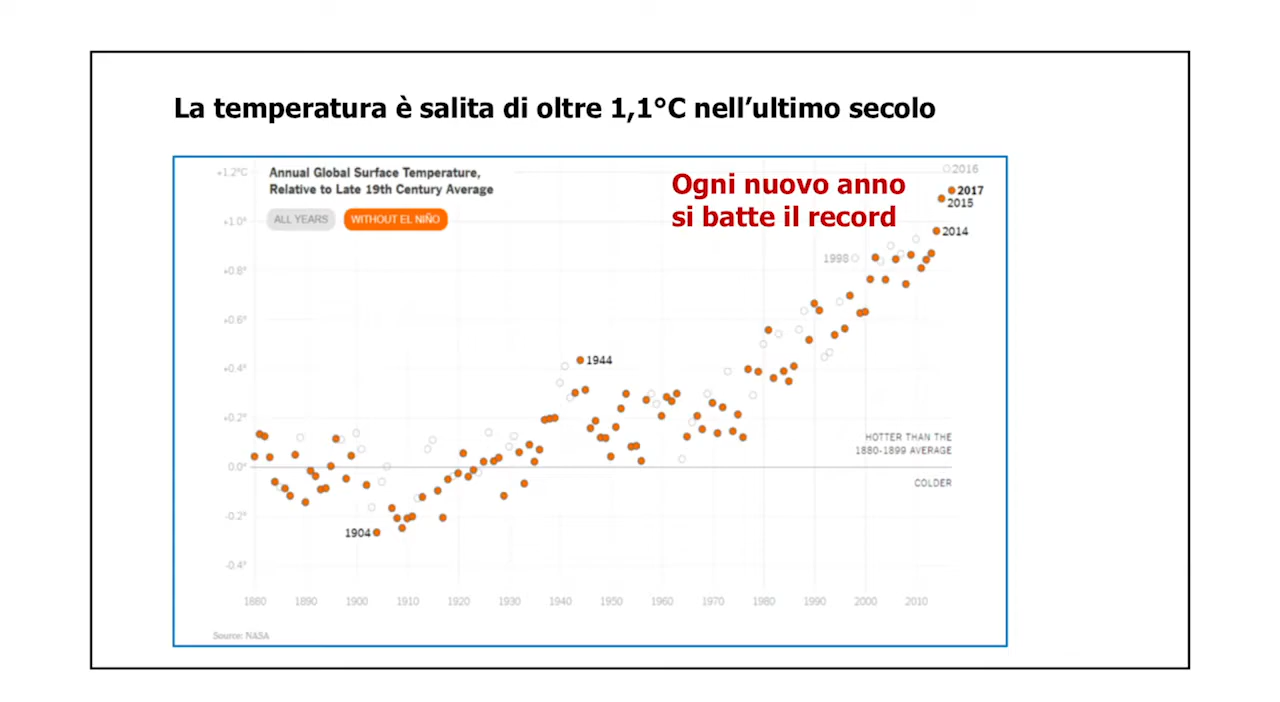 La temperatura è salita di oltre 1,1°C nell'ultimo secolo
Annual Global Surface Temperature,
Relative to Late 19th Century Average
ALL YEARS
WITHOUT EL NIÑO
Ogni nuovo anno
si batte il record
+1.2°C
+1.0°
+0.8°
+0.6°
+0.4°
+0.2°
0.0°
-0.2°
-0.4°
2016
2017
2015
2014
1998
1944
1904
HOTTER THAN THE
1880-1899 AVERAGE
COLDER
1880 1890 1900 1910 1920 1930 1940 1950 1960 1970 1980 1990 2000 2010
Source: NASA